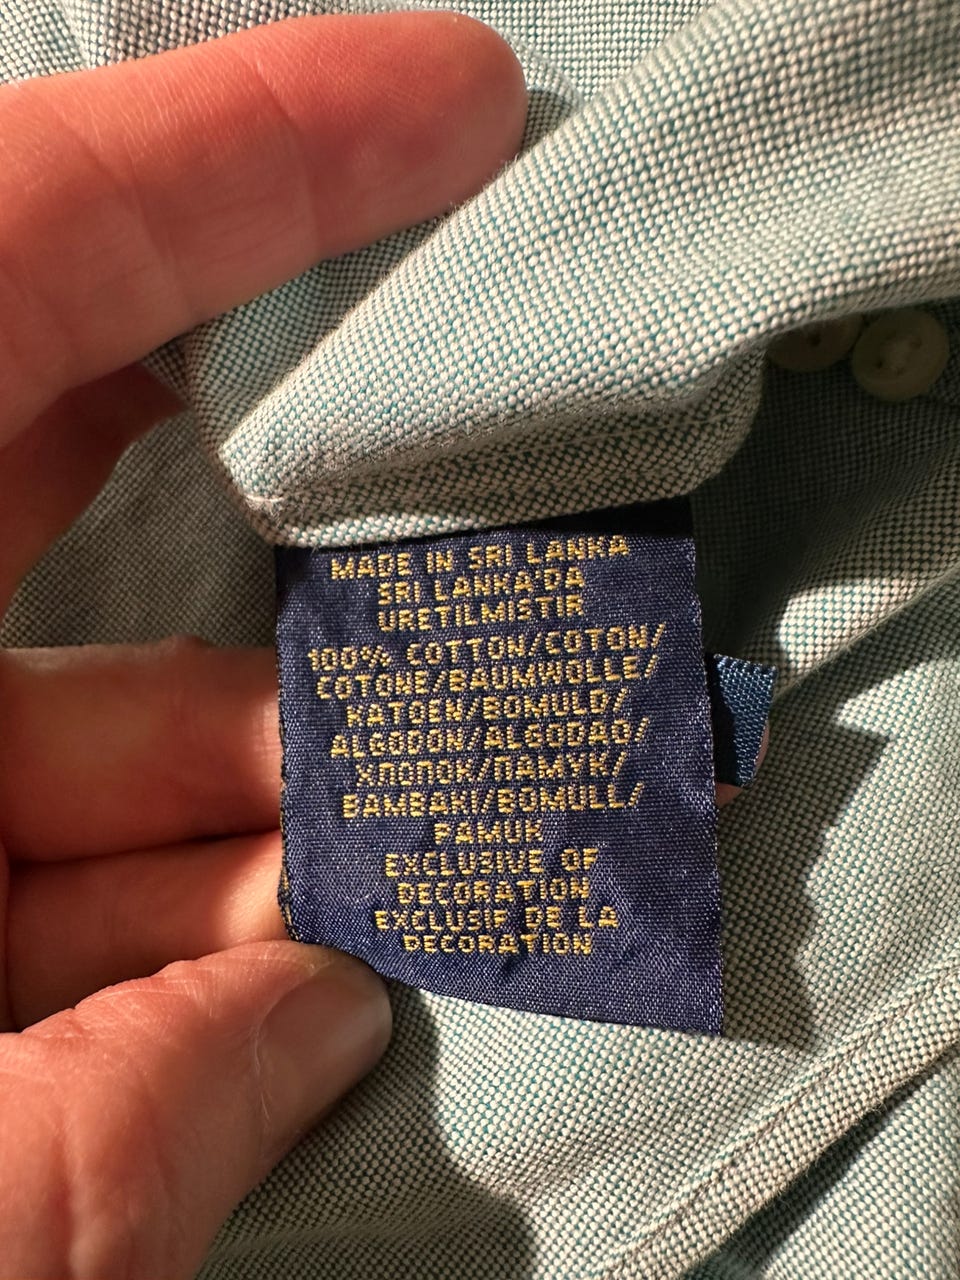 MADE IN SRI LANKA
SRI LANKA'DA
URETILMISTIR
100% COTTON/COTON/
COTONE/BAUMWOLLE/
KATOEN/BOMULD/
ALGODON/ALGODAO/
ХЛОПОК/ПАМУК/
BAMBAKI/BOMULL/
PAMUK
EXCLUSIVE OF
DECORATION
EXCLUSIF DE LA
DECORATION